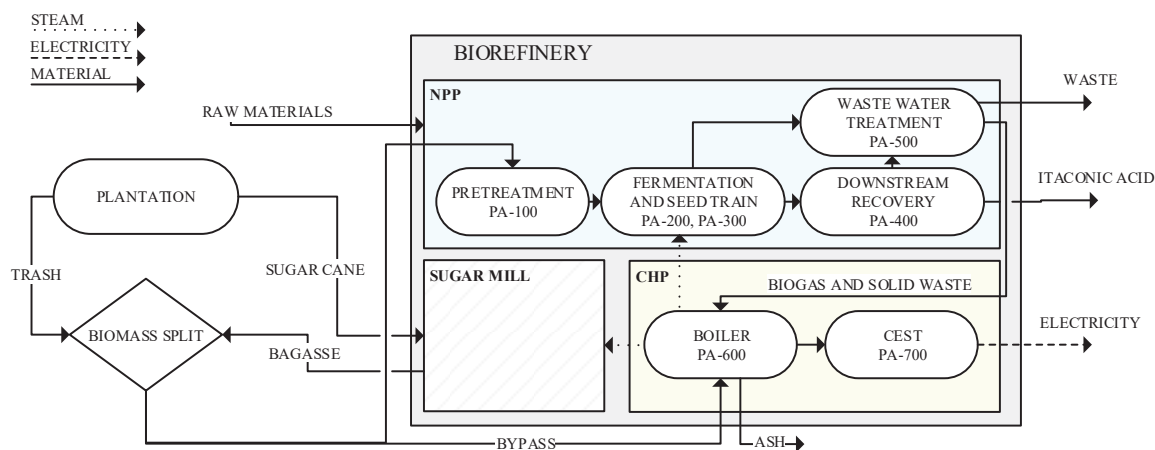 STEAM
ELECTRICITY
MATERIAL
BIOREFINERY
NPP
RAW MATERIALS
WASTE
WASTE WATER
TREATMENT
PA-500
PLANTATION
PRETREATMENT
PA-100
FERMENTATION
AND SEED TRAIN
PA-200, PA-300
DOWNSTREAM
RECOVERY
PA-400
ITACONIC ACID
TRASH
SUGAR CANE
SUGAR MILL
CHP
BIOGAS AND SOLID WASTE
BIOMASS SPLIT
BAGASSE
BOILER
PA-600
CEST
PA-700
ELECTRICITY
BYPASS
ASH